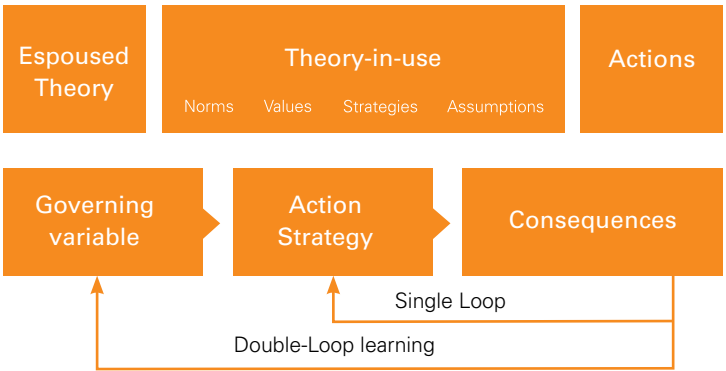 Espoused
Theory
Theory-in-use
Norms Values Strategies Assumptions
Actions
Governing
variable
Action
Strategy
Consequences
Single Loop
Double-Loop learning